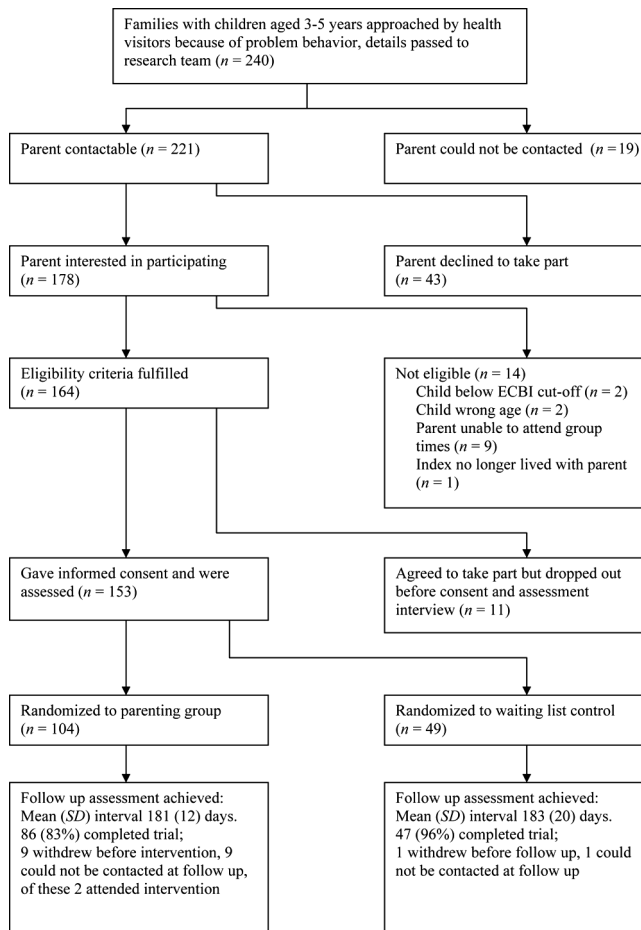 Families with children aged 3-5 years approached by health
visitors because of problem behavior, details passed to
research team (n = 240)
Parent contactable (n = 221)
Parent could not be contacted (n =19)
Parent interested in participating
(n = 178)
Parent declined to take part
(n = 43)
Eligibility criteria fulfilled
(n = 164)
Not eligible (n = 14)
Child below ECBI cut-off (n = 2)
Child wrong age (n = 2)
Parent unable to attend group
times (n = 9)
Index no longer lived with parent
(n = 1)
Gave informed consent and were
assessed (n = 153)
Agreed to take part but dropped out
before consent and assessment
interview (n = 11)
Randomized to parenting group
(n = 104)
Randomized to waiting list control
(n = 49)
Follow up assessment achieved:
Mean (SD) interval 181 (12) days.
86 (83%) completed trial;
9 withdrew before intervention, 9
could not be contacted at follow up,
of these 2 attended intervention
Follow up assessment achieved:
Mean (SD) interval 183 (20) days.
47 (96%) completed trial;
1 withdrew before follow up, 1 could
not be contacted at follow up